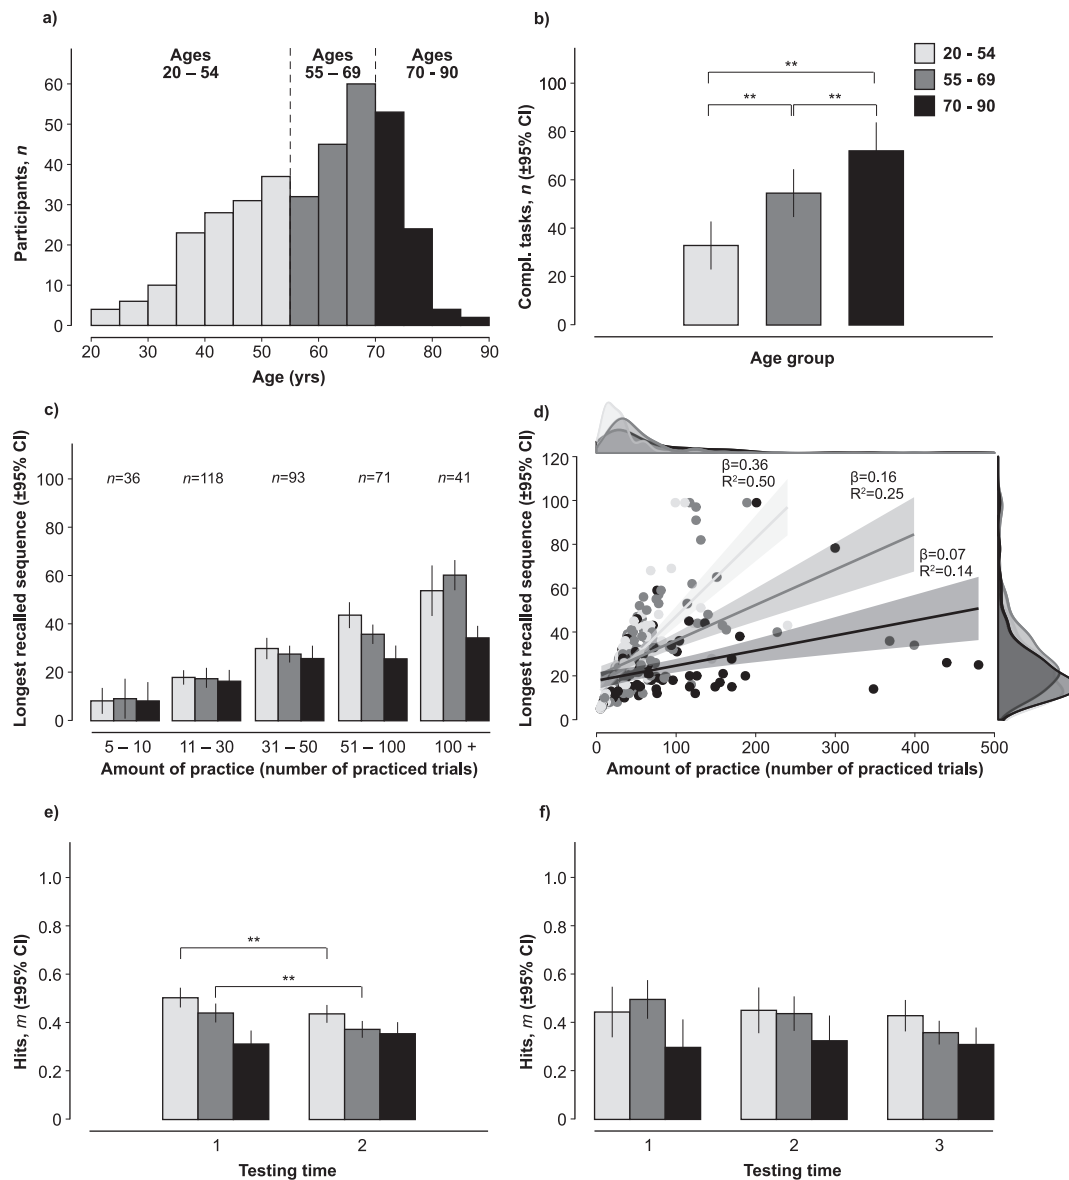 a)
Ages
20 – 54
Ages
55 – 69
Ages
70 - 90
Participants, n
60
50
40
30
20
10
0
20
30
40
50
60
70
80
90
Age (yrs)
b)
20 - 54
55 - 69
70 - 90
Compl. tasks, n (±95% CI)
100
80
60
40
20
0
**
**
**
Age group
c)
Longest recalled sequence (±95% CI)
100
80
60
40
20
0
n=36
n=118
n=93
n=71
n=41
5 – 10
11 – 30
31 – 50
51 – 100
100 +
Amount of practice (number of practiced trials)
d)
Longest recalled sequence (±95% CI)
120
100
80
60
40
20
0
β=0.36
R²=0.50
β=0.16
R²=0.25
β=0.07
R²=0.14
0
100
200
300
400
500
Amount of practice (number of practiced trials)
e)
Hits, m (±95% CI)
1.0
0.8
0.6
0.4
0.2
0
**
**
1
2
Testing time
f)
Hits, m (±95% CI)
1.0
0.8
0.6
0.4
0.2
0
1
2
3
Testing time